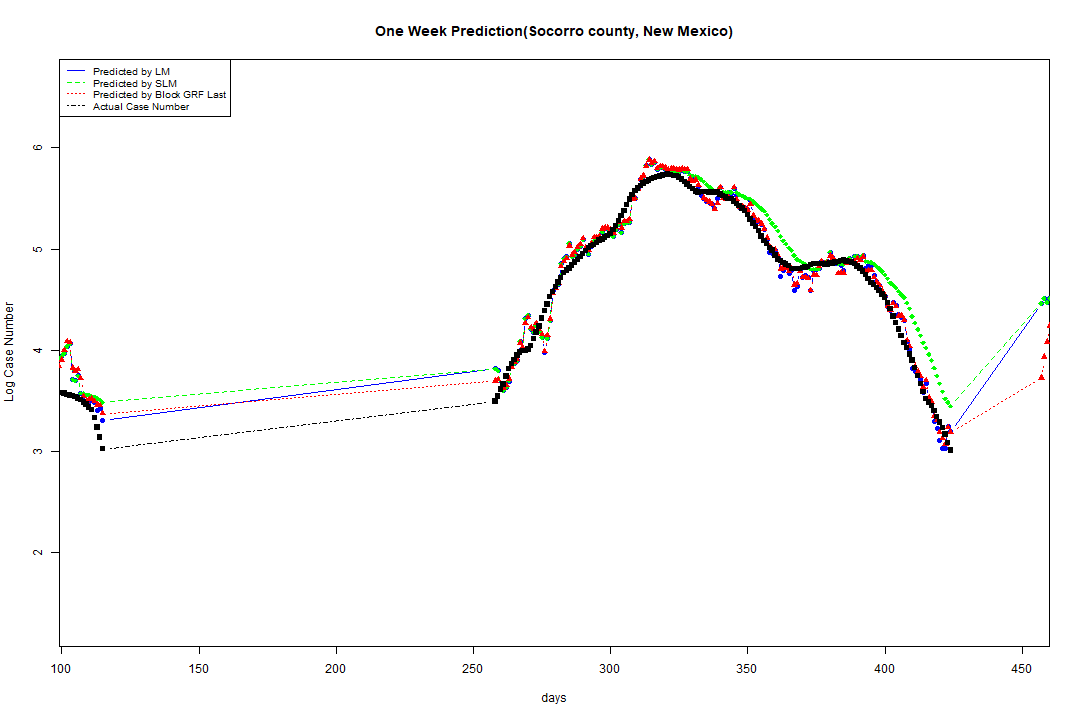 One Week Prediction(Socorro county, New Mexico)
Predicted by LM
Predicted by SLM
Predicted by Block GRF Last
Actual Case Number
Log Case Number
6
5
4
3
2
100 150 200 250 300 350 400 450
days